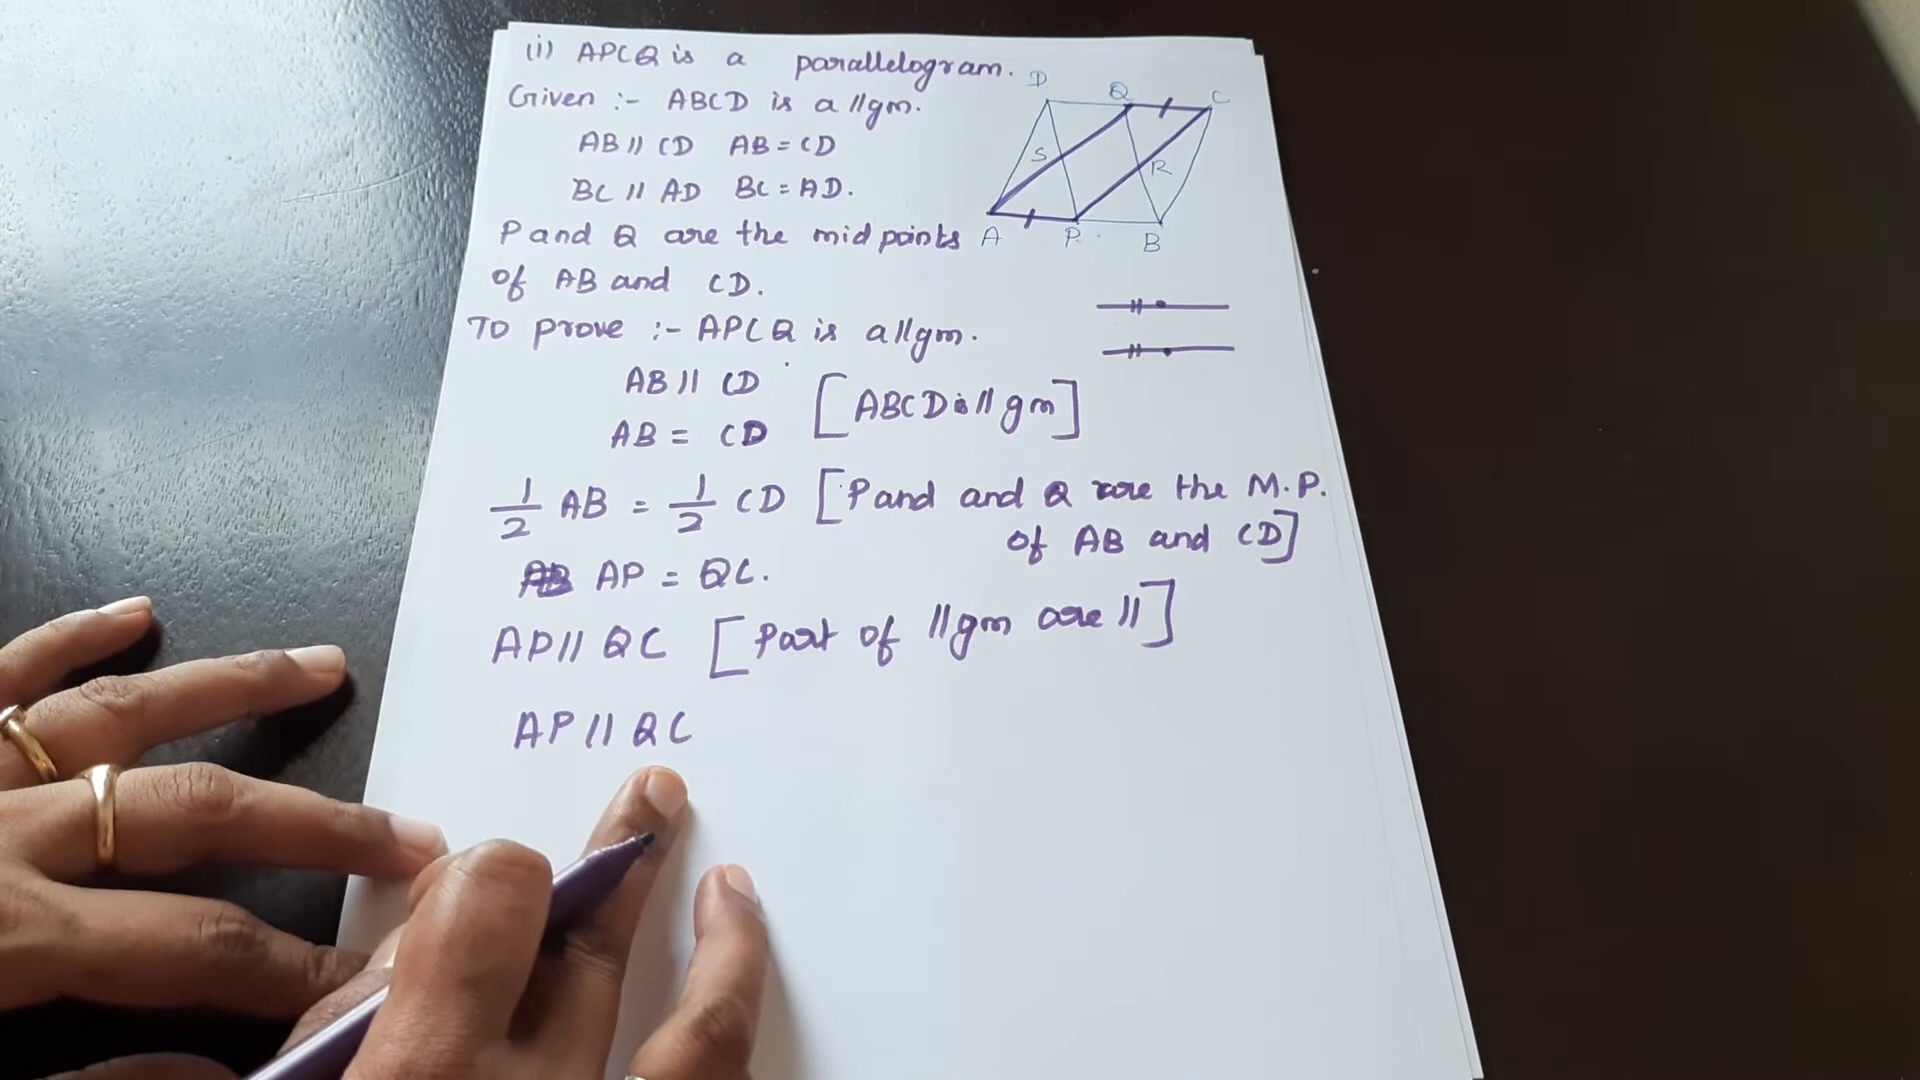 (i) APCQ is a parallelogram.
Given :- ABCD is a //gm.
AB // CD AB = CD
BC // AD BC = AD.
P and Q are the mid points
of AB and CD.
To prove :- APCQ is a //gm.
AB // CD
AB = CD
[ABCD is //gm]
1/2 AB = 1/2 CD [P and and Q are the M.P.
of AB and CD]
AP = QC.
AP // QC [Part of //gm are //]
AP // QC
D Q C
S R
A P B